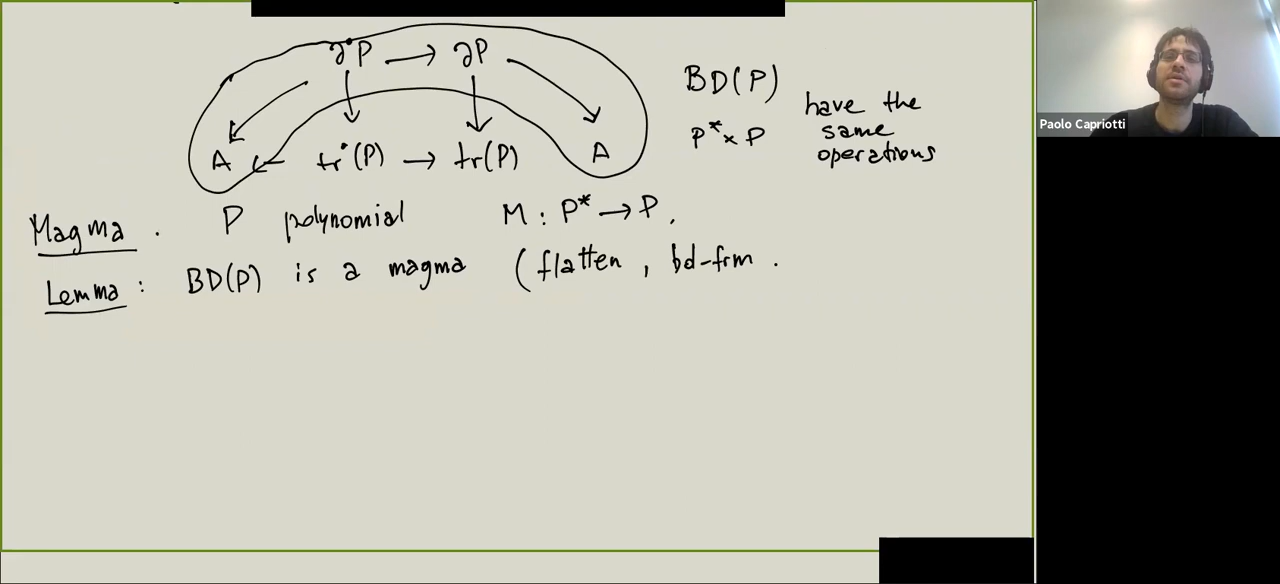 ∂•P → ∂P
BD(P)
have the
P* × P
same
operations
A ← tr•(P) → tr(P) A
Magma. P polynomial M : P* → P,
Lemma : BD(P) is a magma (flatten, bd-frm .
Paolo Capriotti